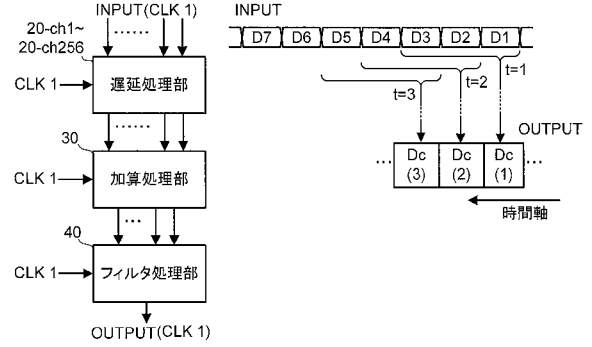 INPUT(CLK 1)
20-ch1~
20-ch256
CLK 1
遅延処理部
30
CLK 1
加算処理部
40
CLK 1
フィルタ処理部
OUTPUT(CLK 1)
INPUT
D7 D6 D5 D4 D3 D2 D1
t=1
t=2
t=3
OUTPUT
… Dc (3) Dc (2) Dc (1) …
時間軸